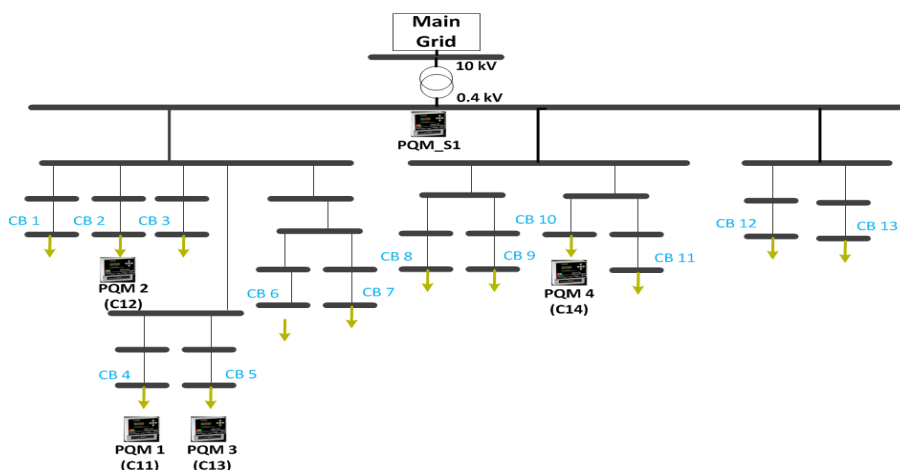 Main
Grid
10 kV
0.4 kV
PQM_S1
CB 1
CB 2
CB 3
CB 10
CB 12
CB 13
CB 8
CB 9
CB 11
PQM 2
(C12)
CB 6
CB 7
PQM 4
(C14)
CB 4
CB 5
PQM 1
(C11)
PQM 3
(C13)